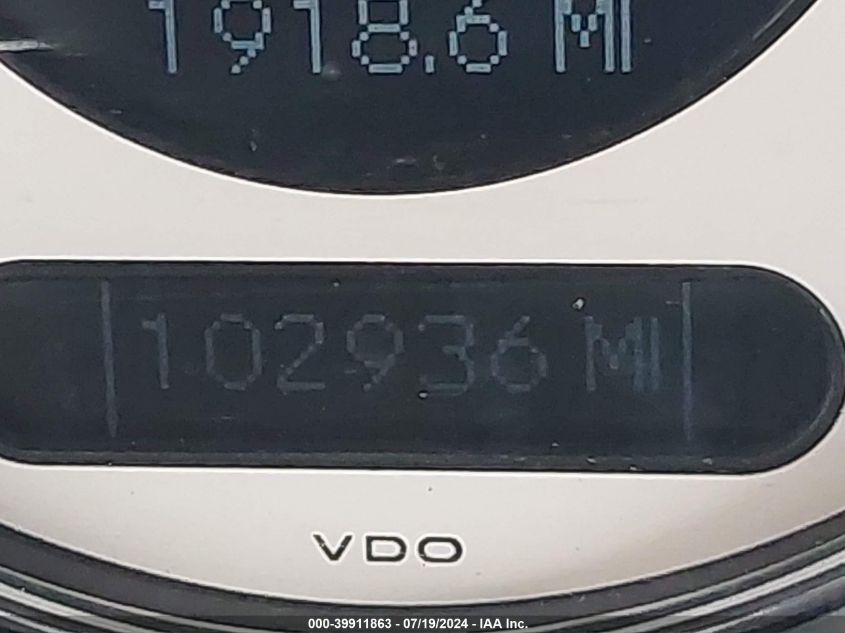 1918.6 MI
102936 MI
VDO
000-39911863 - 07/19/2024 - IAA Inc.